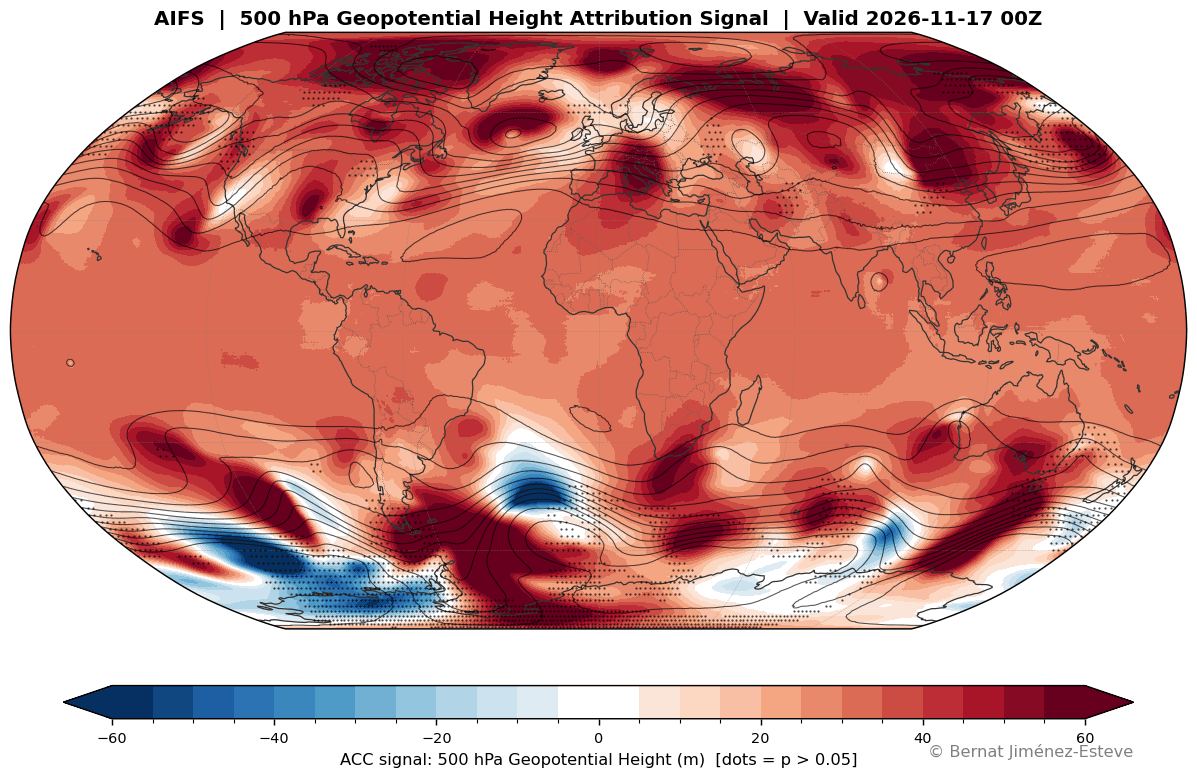 AIFS | 500 hPa Geopotential Height Attribution Signal | Valid 2026-11-17 00Z
−60 −40 −20 0 20 40 60
ACC signal: 500 hPa Geopotential Height (m) [dots = p > 0.05]
© Bernat Jiménez-Esteve